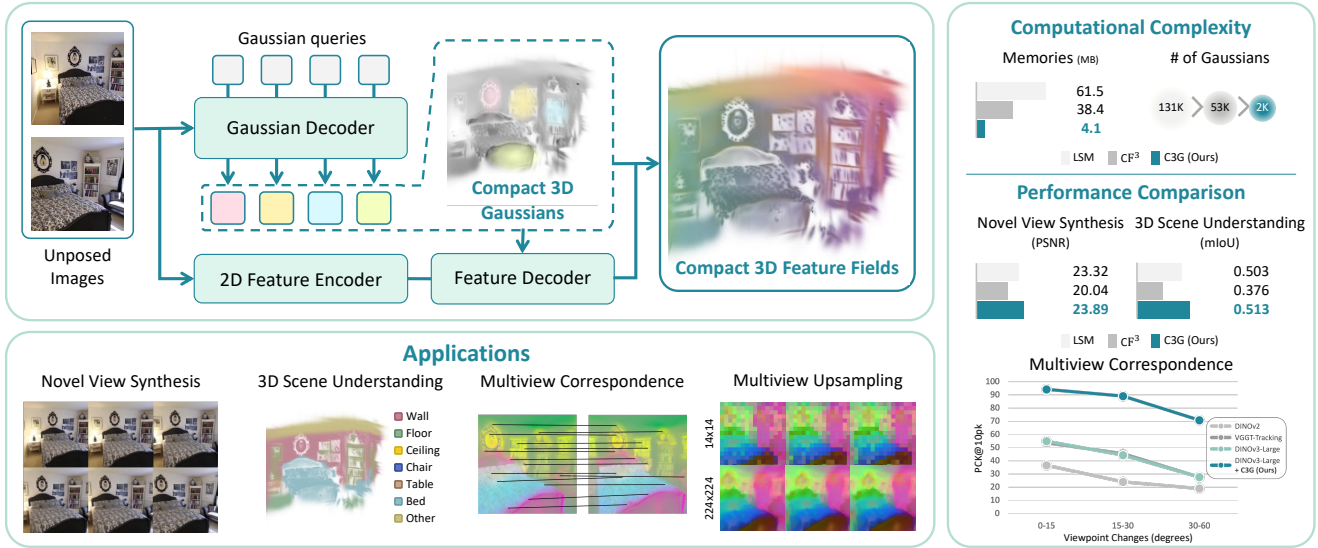 Gaussian queries
Gaussian Decoder
Unposed
Images
2D Feature Encoder
Feature Decoder
Compact 3D
Gaussians
Compact 3D Feature Fields
Applications
Novel View Synthesis
3D Scene Understanding
Wall
Floor
Ceiling
Chair
Table
Bed
Other
Multiview Correspondence
Multiview Upsampling
14x14
224x224
Computational Complexity
Memories (MB)
61.5
38.4
4.1
# of Gaussians
131K
53K
2K
LSM CF³ C3G (Ours)
Performance Comparison
Novel View Synthesis
(PSNR)
23.32
20.04
23.89
3D Scene Understanding
(mIoU)
0.503
0.376
0.513
LSM CF³ C3G (Ours)
Multiview Correspondence
PCK@10pk
100
90
80
70
60
50
40
30
20
10
0
0-15 15-30 30-60
Viewpoint Changes (degrees)
DINOv2
VGGT-Tracking
DINOv3-Large
DINOv3-Large
+ C3G (Ours)